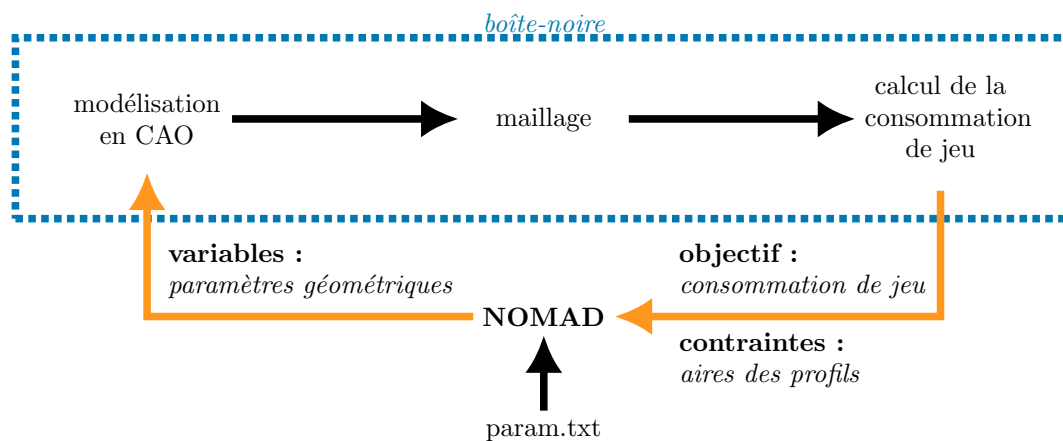 boîte-noire
modélisation
en CAO
maillage
calcul de la
consommation
de jeu
variables :
paramètres géométriques
objectif :
consommation de jeu
NOMAD
contraintes :
aires des profils
param.txt